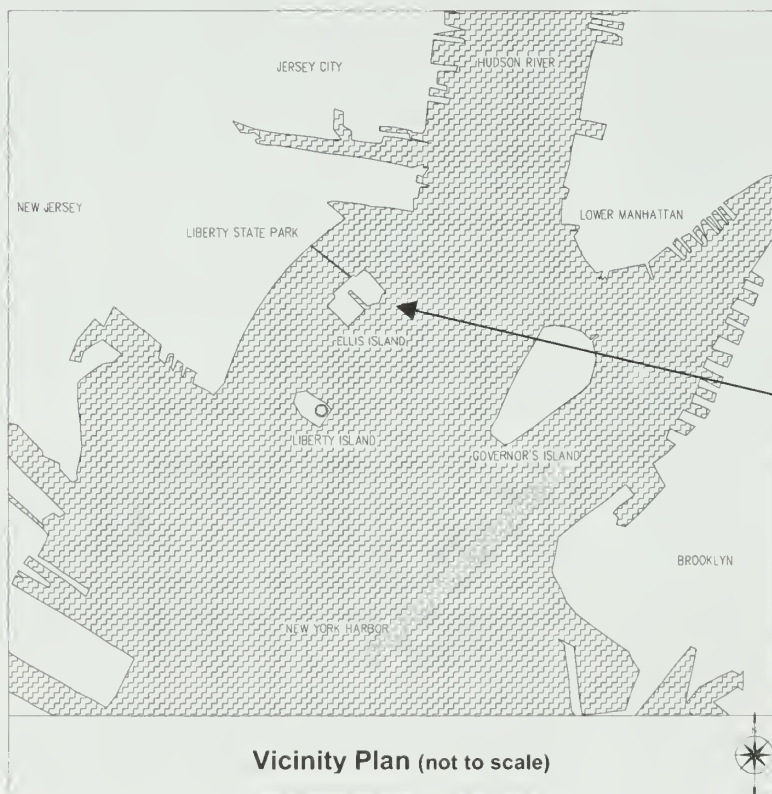 JERSEY CITY
HUDSON RIVER
NEW JERSEY
LOWER MANHATTAN
LIBERTY STATE PARK
ELLIS ISLAND
LIBERTY ISLAND
GOVERNOR'S ISLAND
BROOKLYN
NEW YORK HARBOR
Vicinity Plan (not to scale)
N